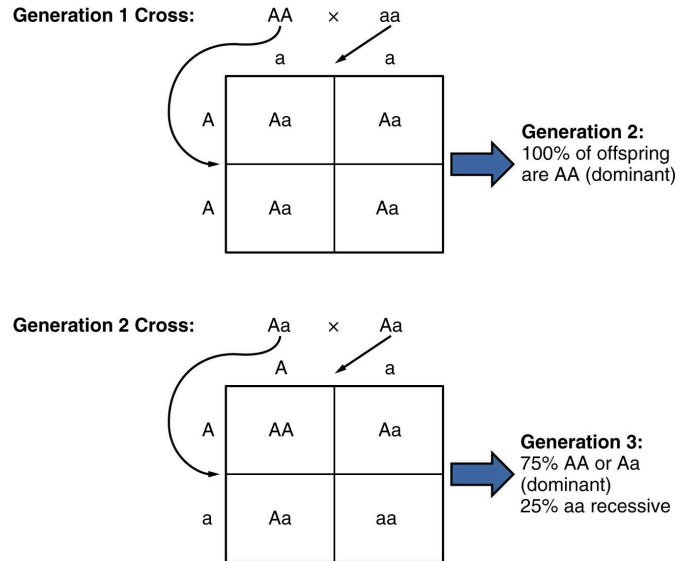 Generation 1 Cross: AA × aa
a a
A Aa Aa
Generation 2:
100% of offspring
are AA (dominant)
A Aa Aa
Generation 2 Cross: Aa × Aa
A a
A AA Aa
Generation 3:
75% AA or Aa
(dominant)
25% aa recessive
a Aa aa